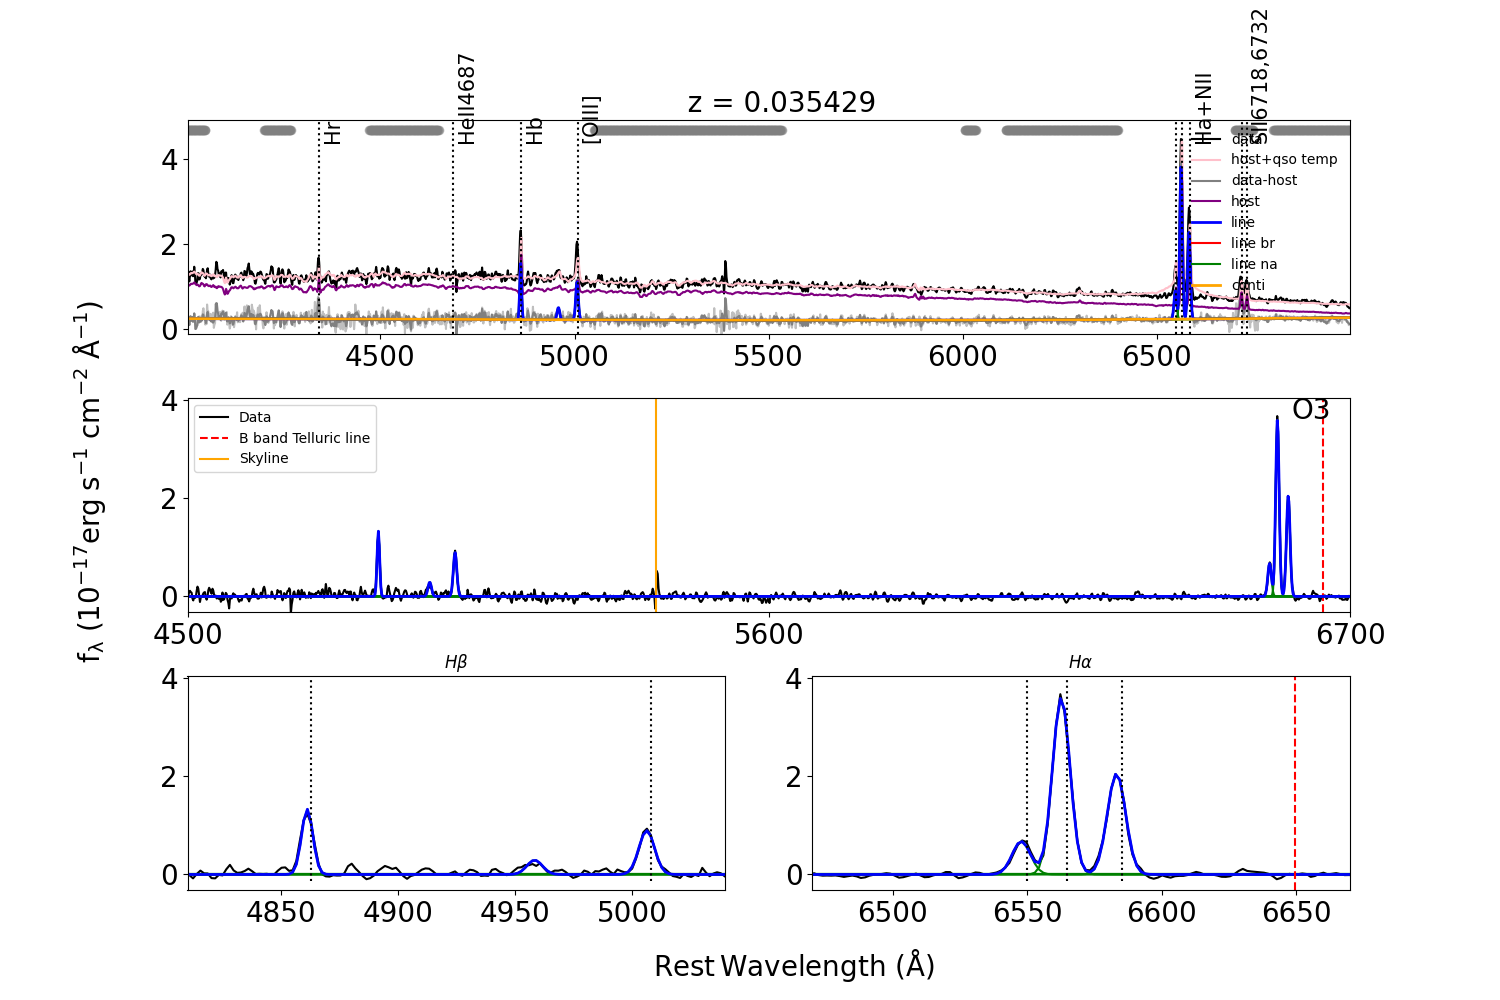 z = 0.035429
Hr
HeII4687
Hb
[OIII]
Ha+NII
SII6718,6732
data
host+qso temp
data-host
host
line
line br
line na
conti
4
2
0
4500
5000
5500
6000
6500
fλ (10⁻¹⁷erg s⁻¹ cm⁻² Å⁻¹)
Data
B band Telluric line
Skyline
O3
4
2
0
4500
5600
6700
Hβ
4
2
0
4850
4900
4950
5000
Hα
4
2
0
6500
6550
6600
6650
Rest Wavelength (Å)